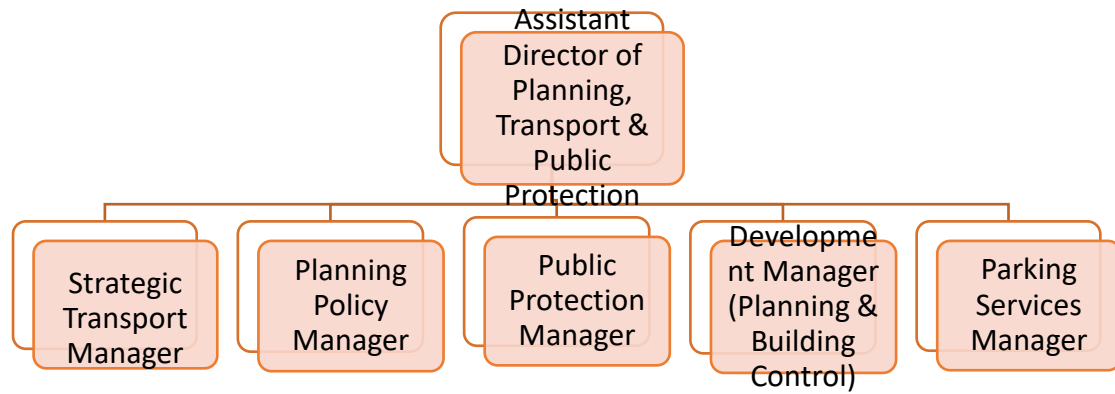 Assistant
Director of
Planning,
Transport &
Public
Protection
Strategic
Transport
Manager
Planning
Policy
Manager
Public
Protection
Manager
Developme
nt Manager
(Planning &
Building
Control)
Parking
Services
Manager